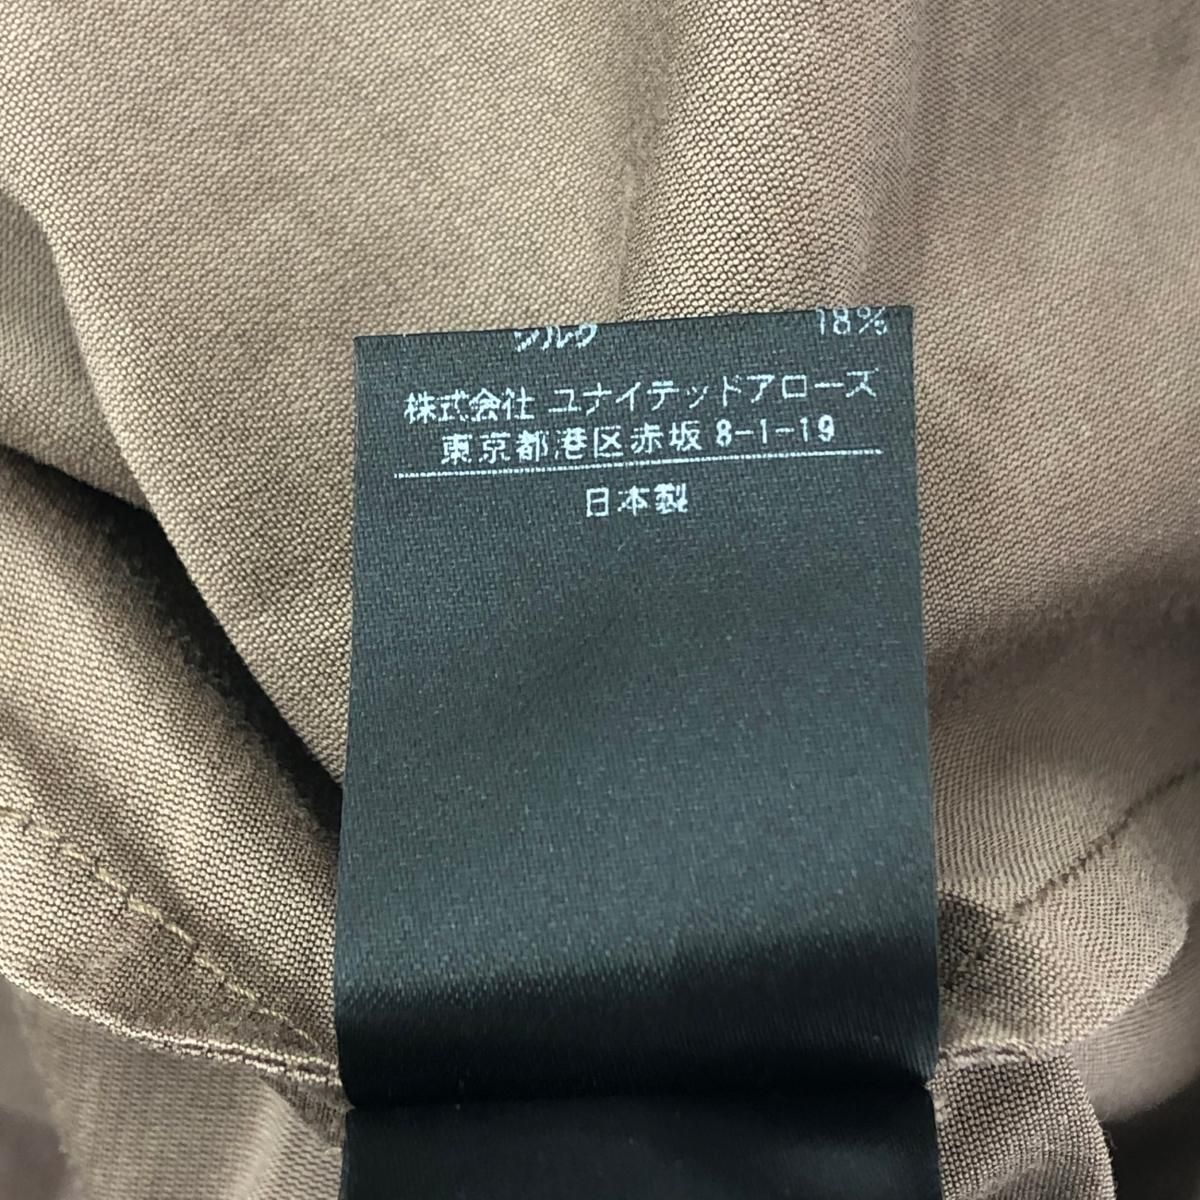 シルク 18%
株式会社 ユナイテッドアローズ
東京都港区赤坂 8-1-19
日本製